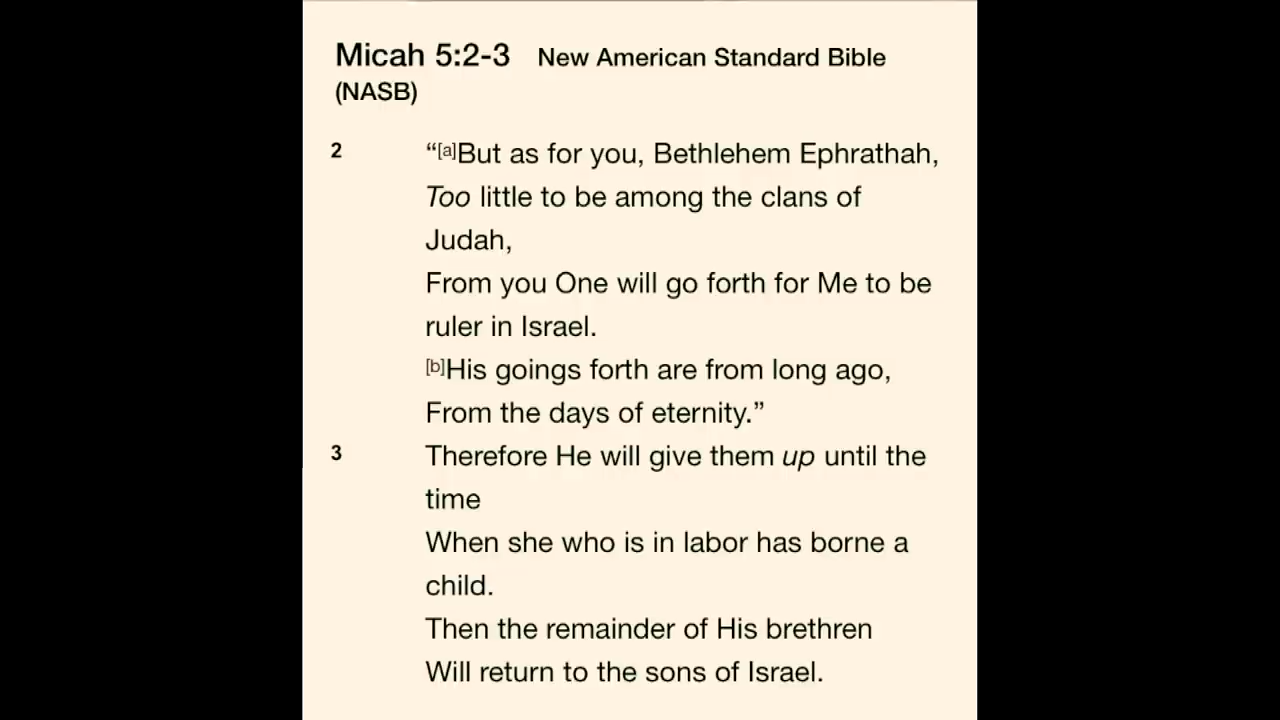 Micah 5:2-3 New American Standard Bible
(NASB)
2 “[a]But as for you, Bethlehem Ephrathah,
Too little to be among the clans of
Judah,
From you One will go forth for Me to be
ruler in Israel.
[b]His goings forth are from long ago,
From the days of eternity.”
3 Therefore He will give them up until the
time
When she who is in labor has borne a
child.
Then the remainder of His brethren
Will return to the sons of Israel.